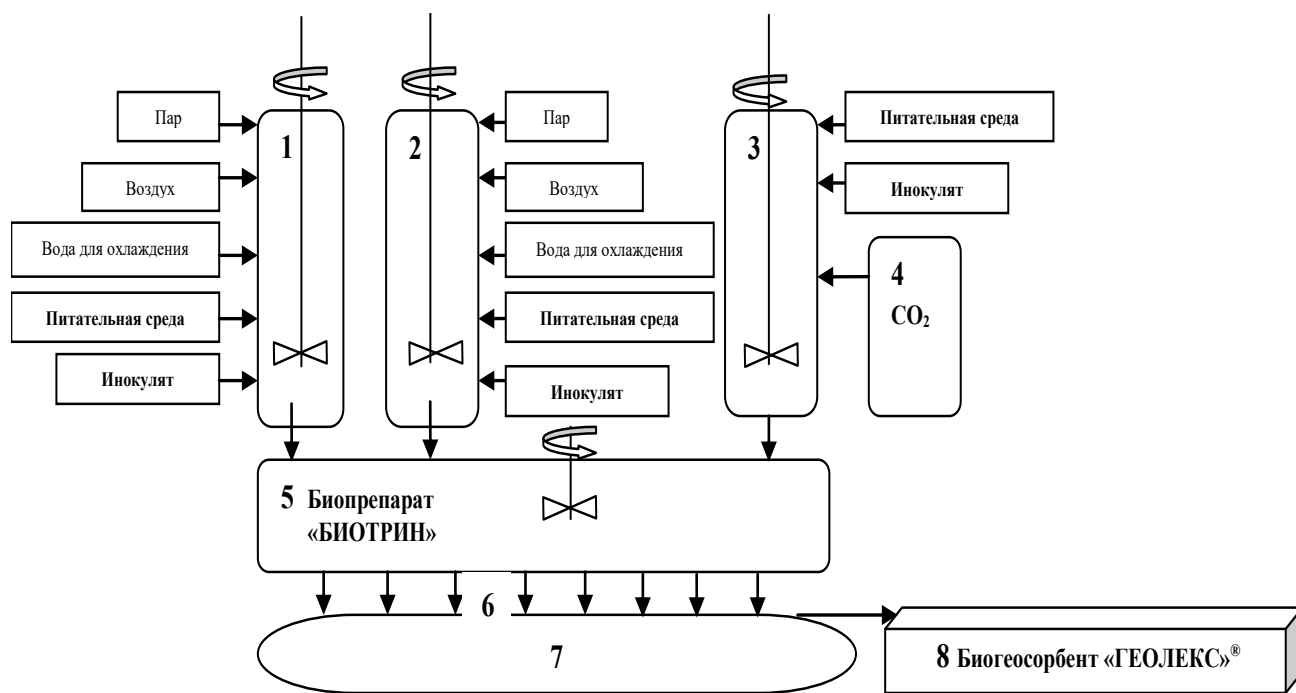 Пар
Воздух
Вода для охлаждения
Питательная среда
Инокулят
1
2
Пар
Воздух
Вода для охлаждения
Питательная среда
Инокулят
3
Питательная среда
Инокулят
4
CO₂
5 Биопрепарат
«БИОТРИН»
6
7
8 Биогеосорбент «ГЕОЛЕКС»®